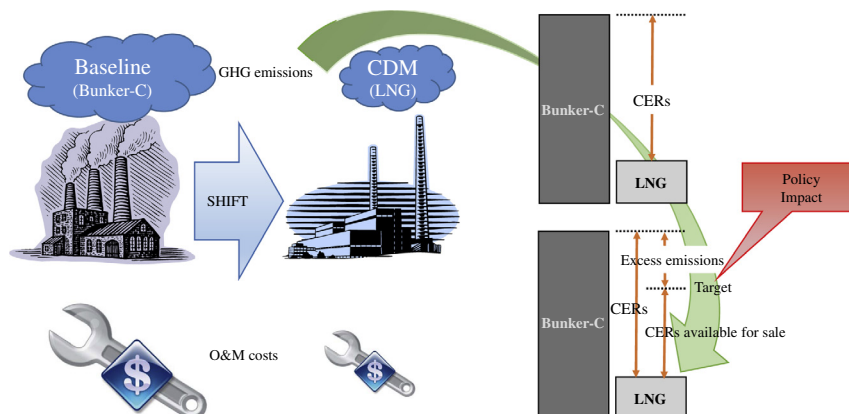 Baseline
(Bunker-C)
GHG emissions
CDM
(LNG)
SHIFT
O&M costs
$
$
Bunker-C
CERs
LNG
Policy
Impact
Bunker-C
Excess emissions
Target
CERs
CERs available for sale
LNG